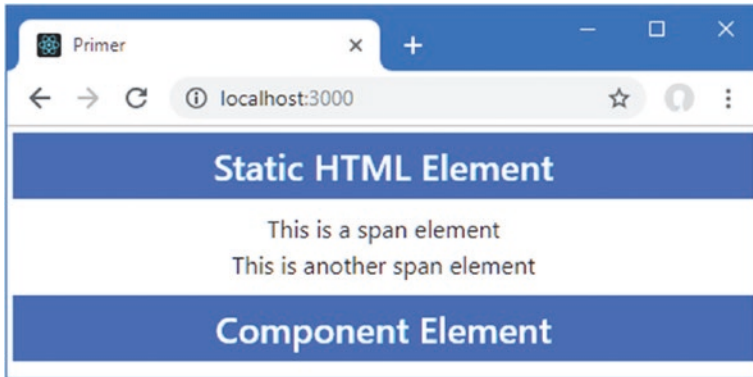 Primer
localhost:3000
Static HTML Element
This is a span element
This is another span element
Component Element